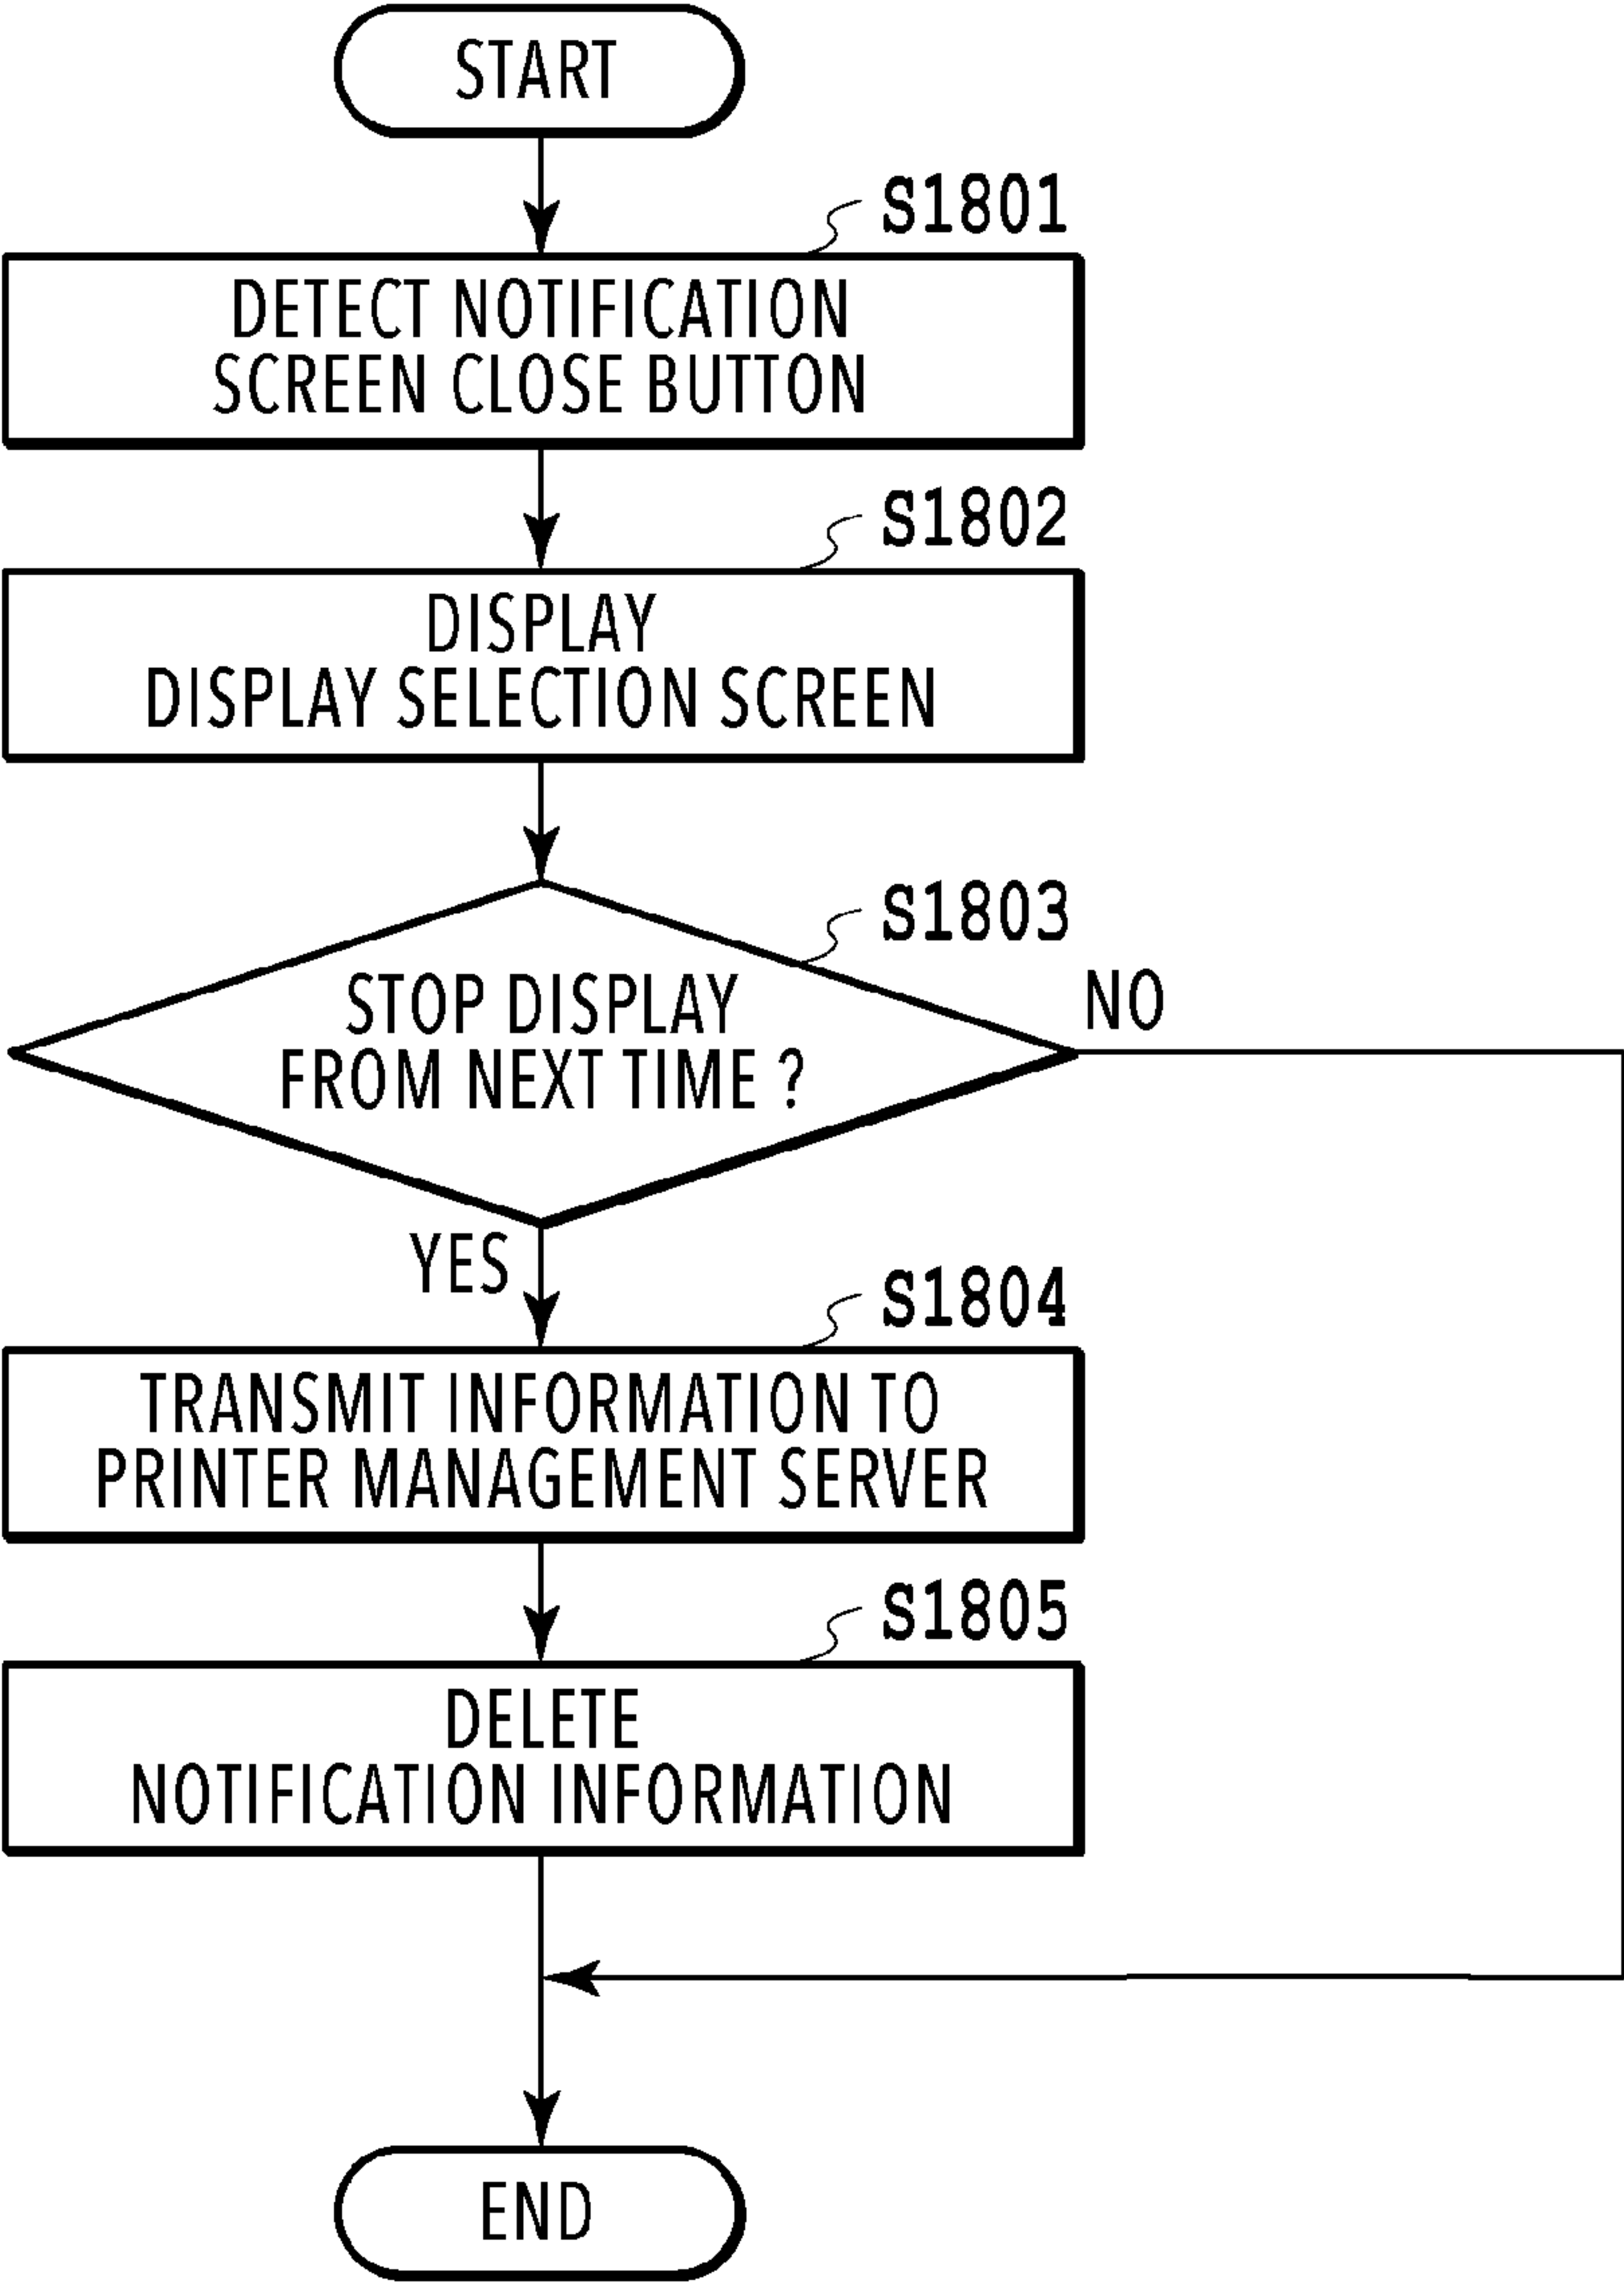 START
S1801
DETECT NOTIFICATION
SCREEN CLOSE BUTTON
S1802
DISPLAY
DISPLAY SELECTION SCREEN
S1803
STOP DISPLAY
FROM NEXT TIME ?
NO
YES
S1804
TRANSMIT INFORMATION TO
PRINTER MANAGEMENT SERVER
S1805
DELETE
NOTIFICATION INFORMATION
END